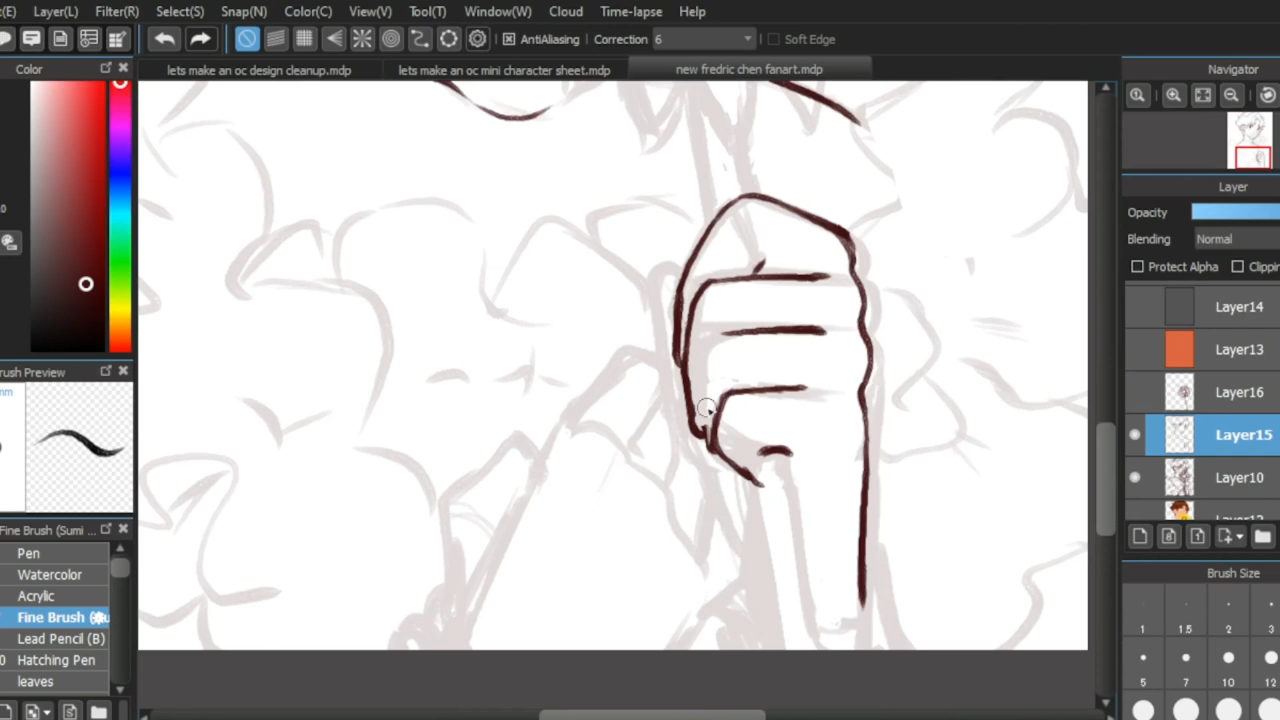 (E) Layer(L) Filter(R) Select(S) Snap(N) Color(C) View(V) Tool(T) Window(W) Cloud Time-lapse Help
AntiAliasing Correction 6 Soft Edge
Color
lets make an oc design cleanup.mdp lets make an oc mini character sheet.mdp new fredric chen fanart.mdp
Navigator
Layer
Opacity
Blending Normal
Protect Alpha Clippin
Layer14
Layer13
Layer16
Layer15
Layer10
rush Preview
mm
Fine Brush (Sumi ...
Pen
Watercolor
Acrylic
Fine Brush (
Lead Pencil (B)
Hatching Pen
leaves
Brush Size
1 1.5 2 3
5 7 10 12